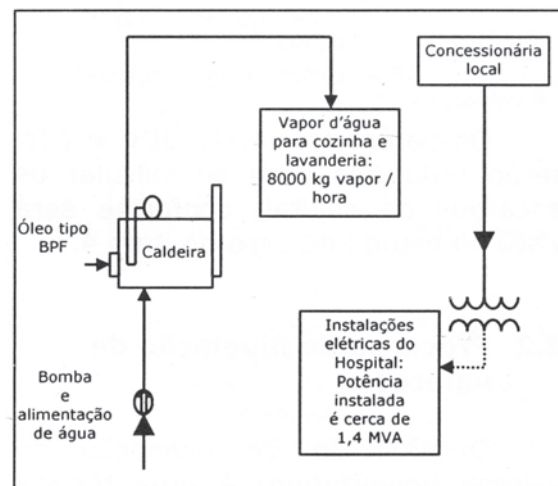 Concessionária
local
Vapor d'água
para cozinha e
lavanderia:
8000 kg vapor /
hora
Óleo tipo
BPF
Caldeira
Instalações
elétricas do
Hospital:
Potência
instalada
é cerca de
1,4 MVA
Bomba
e
alimentação
de água